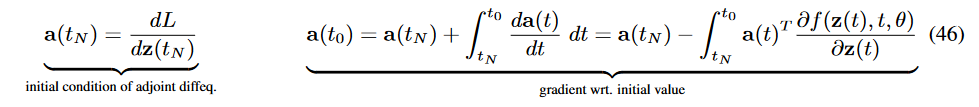 a(t_N) = dL/dz(t_N)    a(t_0) = a(t_N) + ∫_{t_N}^{t_0} da(t)/dt dt = a(t_N) − ∫_{t_N}^{t_0} a(t)^T ∂f(z(t), t, θ)/∂z(t)    (46)
initial condition of adjoint diffeq.    gradient wrt. initial value